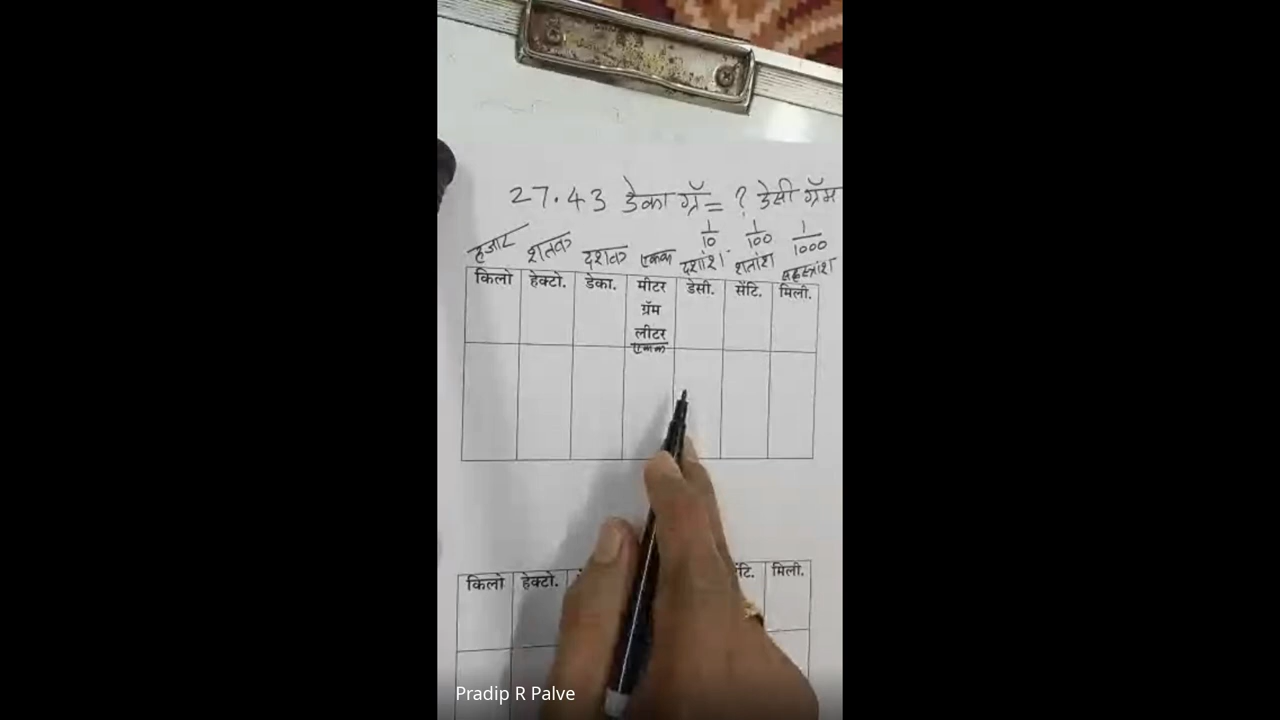 27.43 डेका ग्रॅ = ? डेसी ग्रॅम
1/10 1/100 1/1000
हजार शतक दशक एकक दशांश शतांश सहस्त्रांश
किलो हेक्टो. डेका. मीटर डेसी. सेंटि. मिली.
ग्रॅम
लीटर
एकक
किलो हेक्टो. मिली.
Pradip R Palve